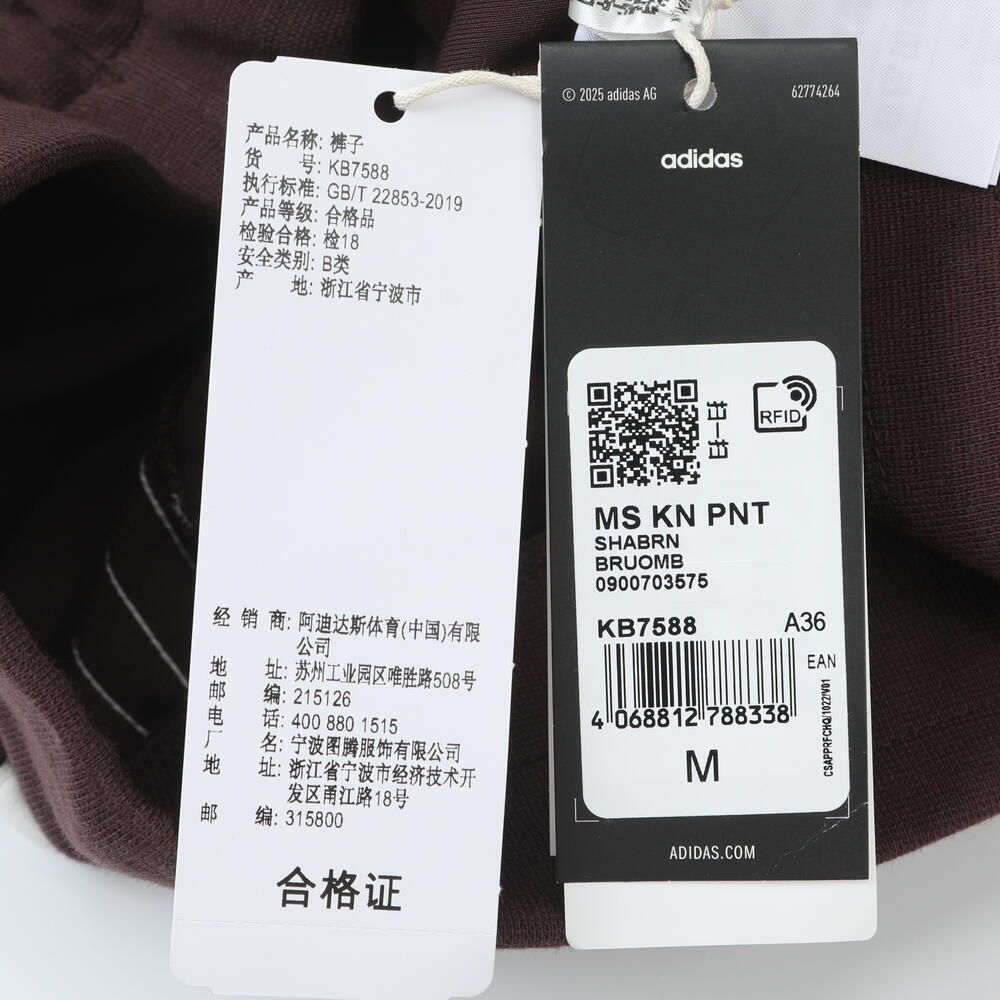 产品名称: 裤子
货 号: KB7588
执行标准: GB/T 22853-2019
产品等级: 合格品
检验合格: 检18
安全类别: B类
产 地: 浙江省宁波市
经 销 商: 阿迪达斯体育(中国)有限
公司
地 址: 苏州工业园区唯胜路508号
邮 编: 215126
电 话: 400 880 1515
厂 名: 宁波图腾服饰有限公司
地 址: 浙江省宁波市经济技术开
发区甬江路18号
邮 编: 315800
合格证
© 2025 adidas AG
62774264
adidas
扫一扫
RFID
MS KN PNT
SHABRN
BRUOMB
0900703575
KB7588 A36
EAN
4 068812 788338
CSAPPRFCHQ/1022/V01
M
ADIDAS.COM